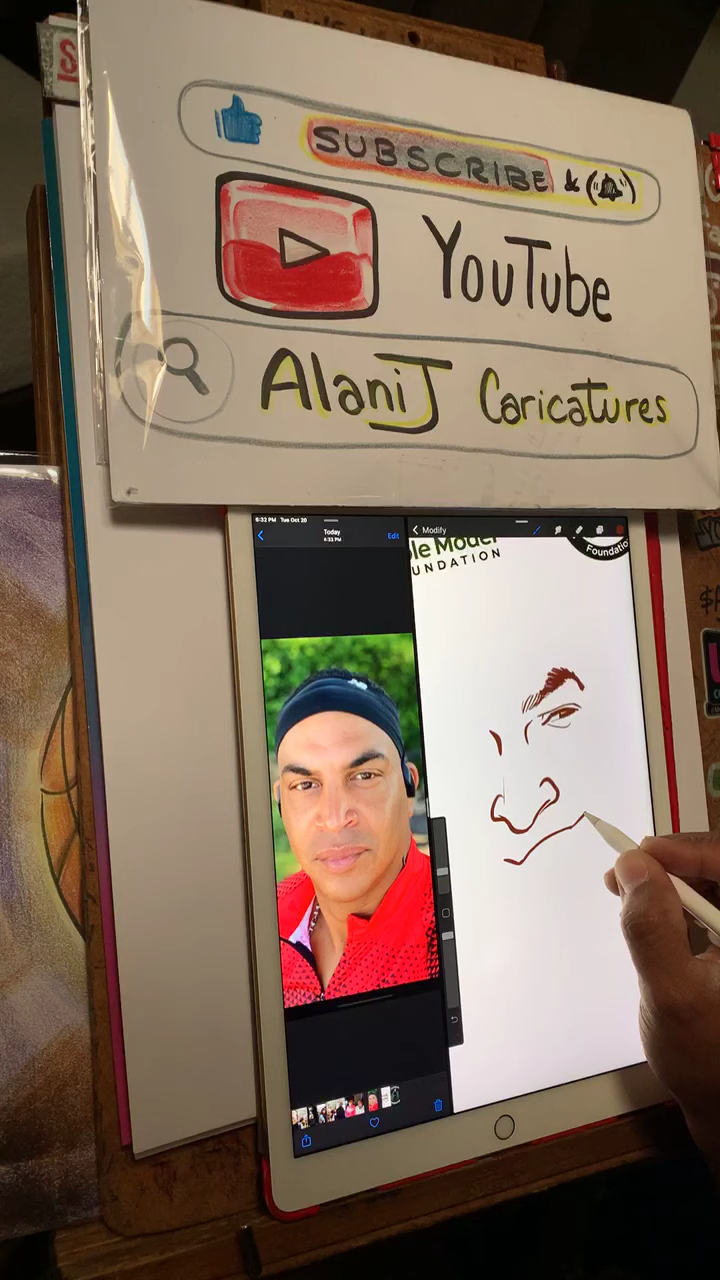 SUBSCRIBE &
YouTube
AlaniJ Caricatures
6:32 PM Tue Oct 20
Today
6:33 PM
Edit
Modify
le Model
UNDATION
Foundatio